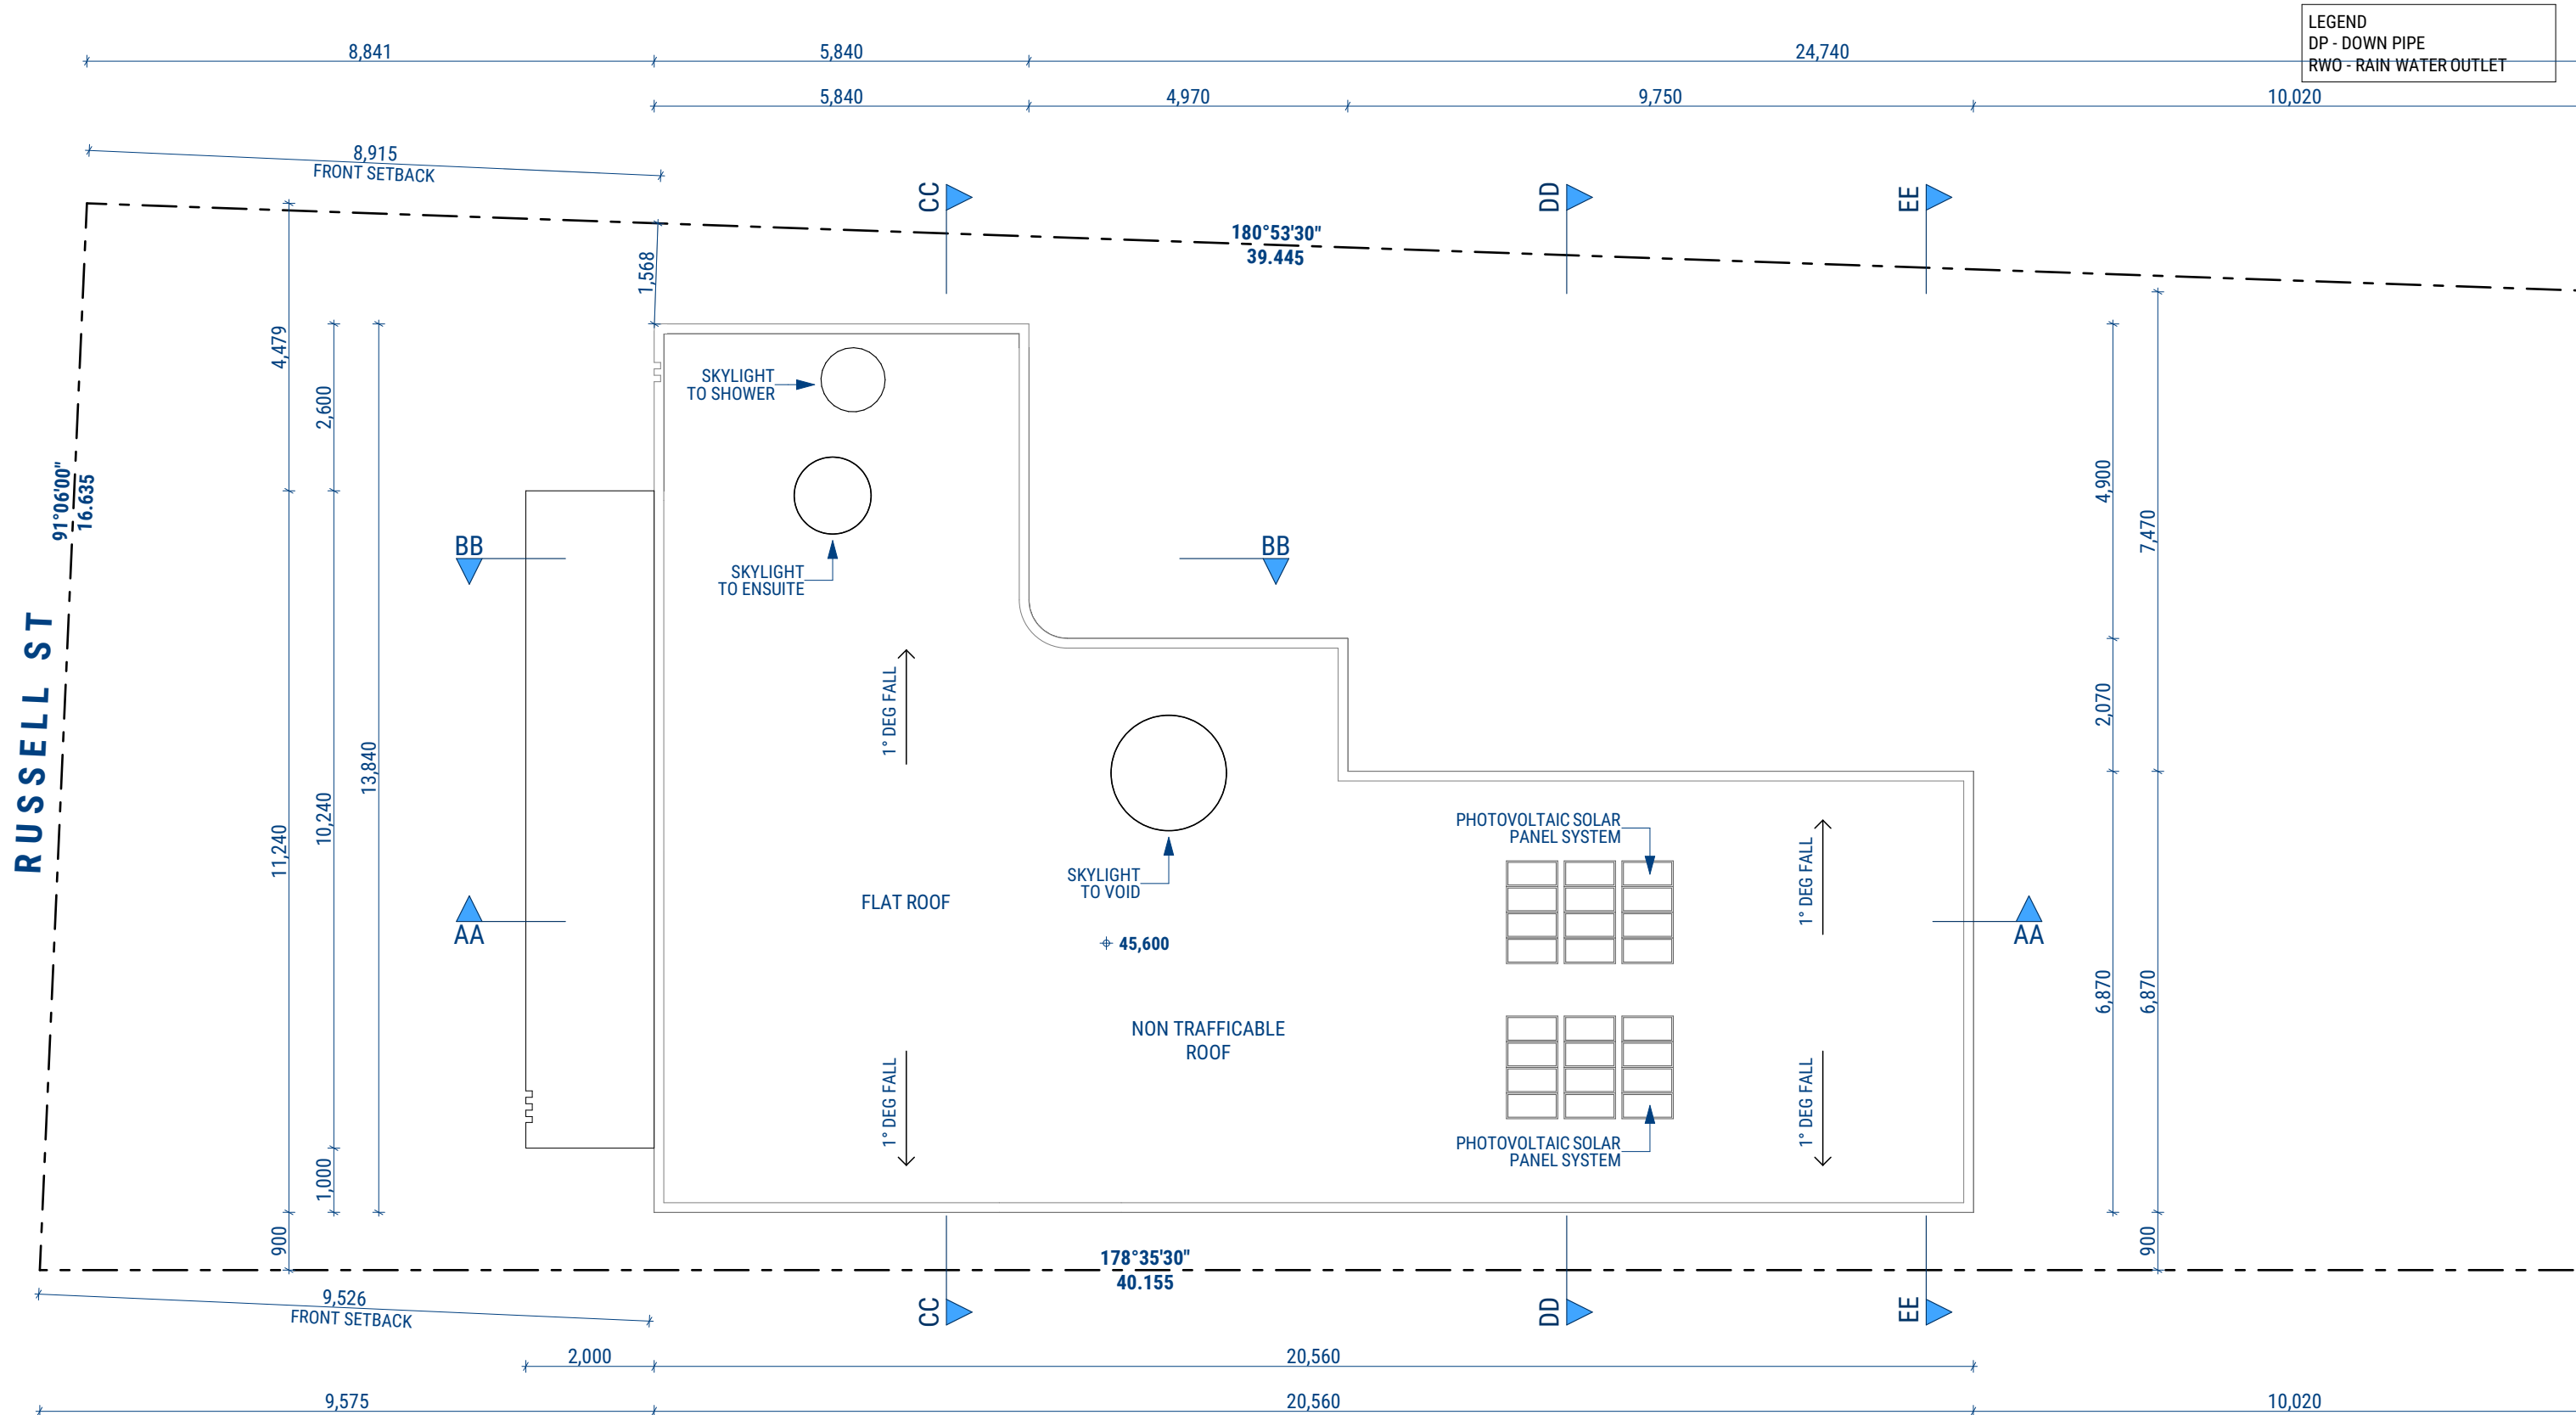 LEGEND
DP - DOWN PIPE
RWO - RAIN WATER OUTLET
8,841
5,840
24,740
5,840
4,970
9,750
10,020
8,915
FRONT SETBACK
CC
DD
EE
180°53'30"
39.445
1,568
4,479
2,600
13,840
11,240
10,240
1,000
900
91°06'00"
16.635
RUSSELL ST
SKYLIGHT
TO SHOWER
SKYLIGHT
TO ENSUITE
BB
BB
1° DEG FALL
SKYLIGHT
TO VOID
FLAT ROOF
45,600
NON TRAFFICABLE
ROOF
1° DEG FALL
PHOTOVOLTAIC SOLAR
PANEL SYSTEM
PHOTOVOLTAIC SOLAR
PANEL SYSTEM
1° DEG FALL
1° DEG FALL
AA
AA
4,900
7,470
2,070
6,870
6,870
900
178°35'30"
40.155
9,526
FRONT SETBACK
CC
DD
EE
2,000
20,560
9,575
20,560
10,020